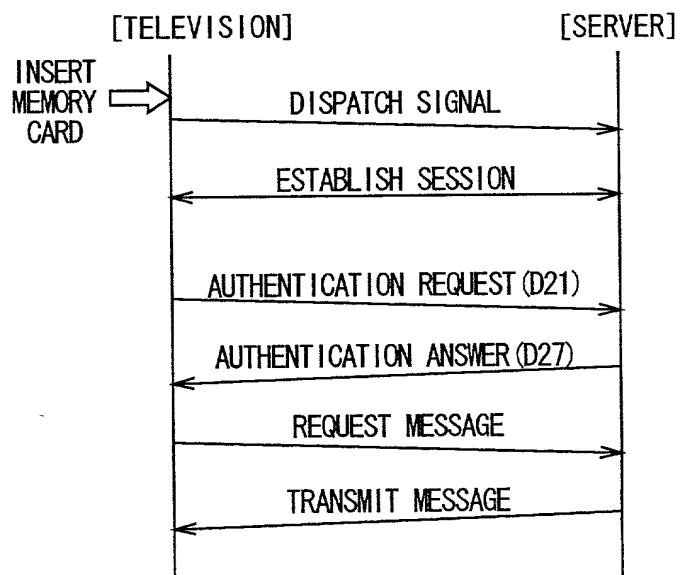 [TELEVISION] [SERVER]
INSERT
MEMORY
CARD
DISPATCH SIGNAL
ESTABLISH SESSION
AUTHENTICATION REQUEST(D21)
AUTHENTICATION ANSWER(D27)
REQUEST MESSAGE
TRANSMIT MESSAGE